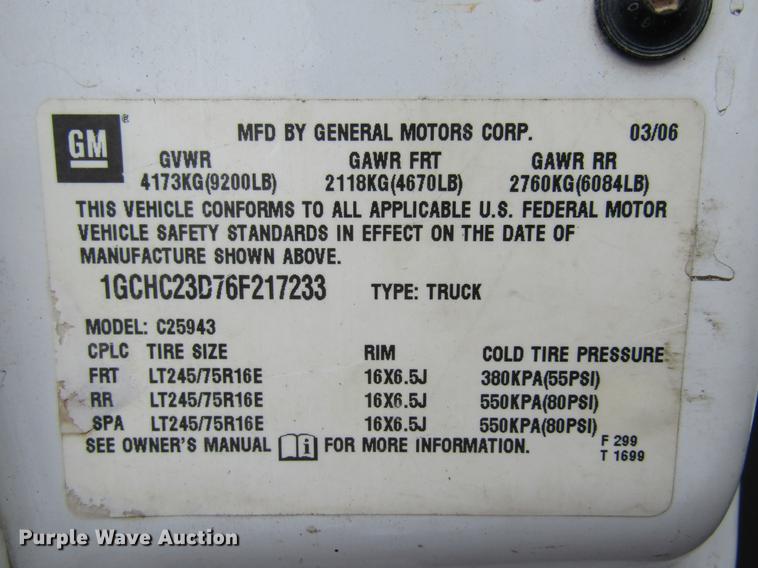 GM®
MFD BY GENERAL MOTORS CORP. 03/06
GVWR GAWR FRT GAWR RR
4173KG(9200LB) 2118KG(4670LB) 2760KG(6084LB)
THIS VEHICLE CONFORMS TO ALL APPLICABLE U.S. FEDERAL MOTOR
VEHICLE SAFETY STANDARDS IN EFFECT ON THE DATE OF
MANUFACTURE SHOWN ABOVE.
1GCHC23D76F217233 TYPE: TRUCK
MODEL: C25943
CPLC TIRE SIZE RIM COLD TIRE PRESSURE
FRT LT245/75R16E 16X6.5J 380KPA(55PSI)
RR LT245/75R16E 16X6.5J 550KPA(80PSI)
SPA LT245/75R16E 16X6.5J 550KPA(80PSI)
SEE OWNER'S MANUAL FOR MORE INFORMATION.
F 299
T 1699
Purple Wave Auction